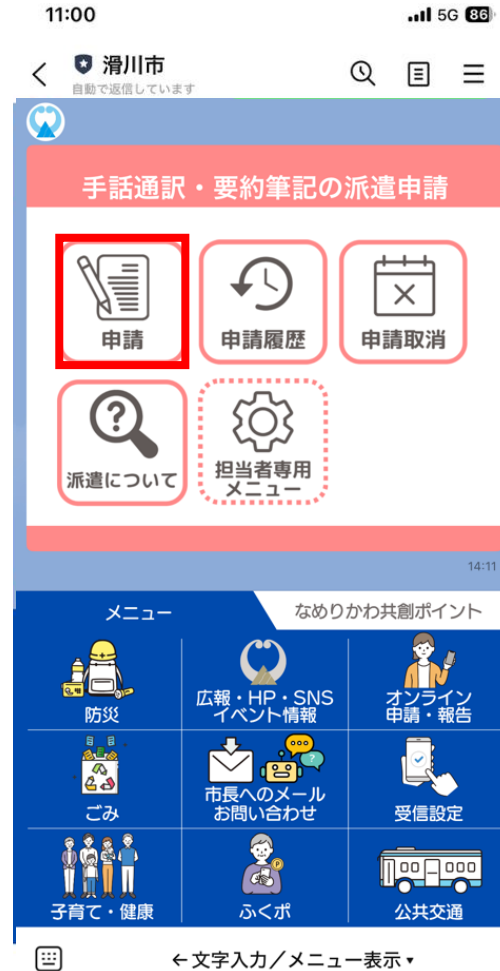 11:00
5G 86
滑川市
自動で返信しています
手話通訳・要約筆記の派遣申請
申請
申請履歴
申請取消
派遣について
担当者専用
メニュー
14:11
メニュー
なめりかわ共創ポイント
防災
広報・HP・SNS
イベント情報
オンライン
申請・報告
ごみ
市長へのメール
お問い合わせ
受信設定
子育て・健康
ふくポ
公共交通
←文字入力/メニュー表示▼